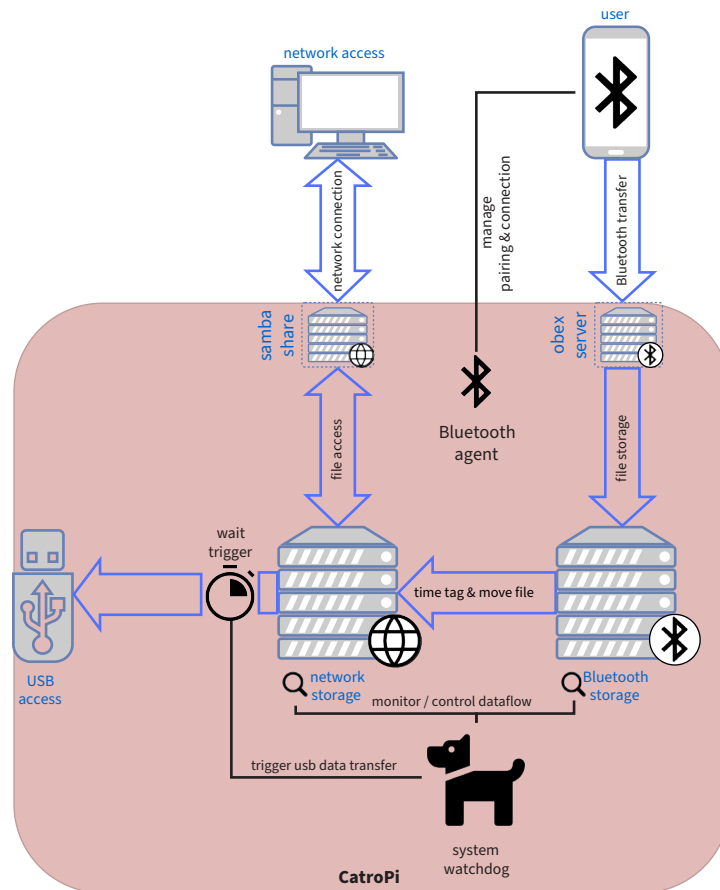 user
network access
network connection
Bluetooth transfer
manage
pairing & connection
samba
share
obex
server
file access
Bluetooth
agent
file storage
wait
trigger
time tag & move file
USB
access
network
storage
Bluetooth
storage
monitor / control dataflow
trigger usb data transfer
system
watchdog
CatroPi